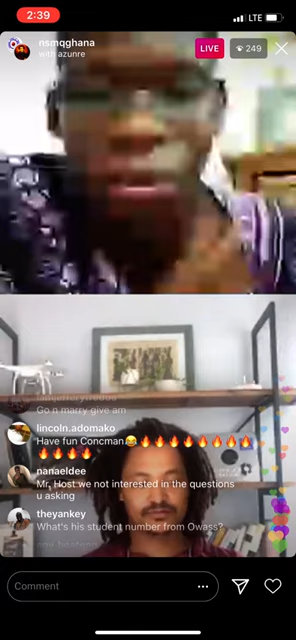 2:39
LTE
nsmqghana
with azunre
LIVE
249
Go n marry give am
lincoln.adomako
Have fun Concman😂🔥🔥🔥🔥🔥🔥🔥🔥
🔥🔥🔥🔥
nanaeldee
Mr, Host we not interested in the questions
u asking
theyankey
What's his student number from Owass?
Comment